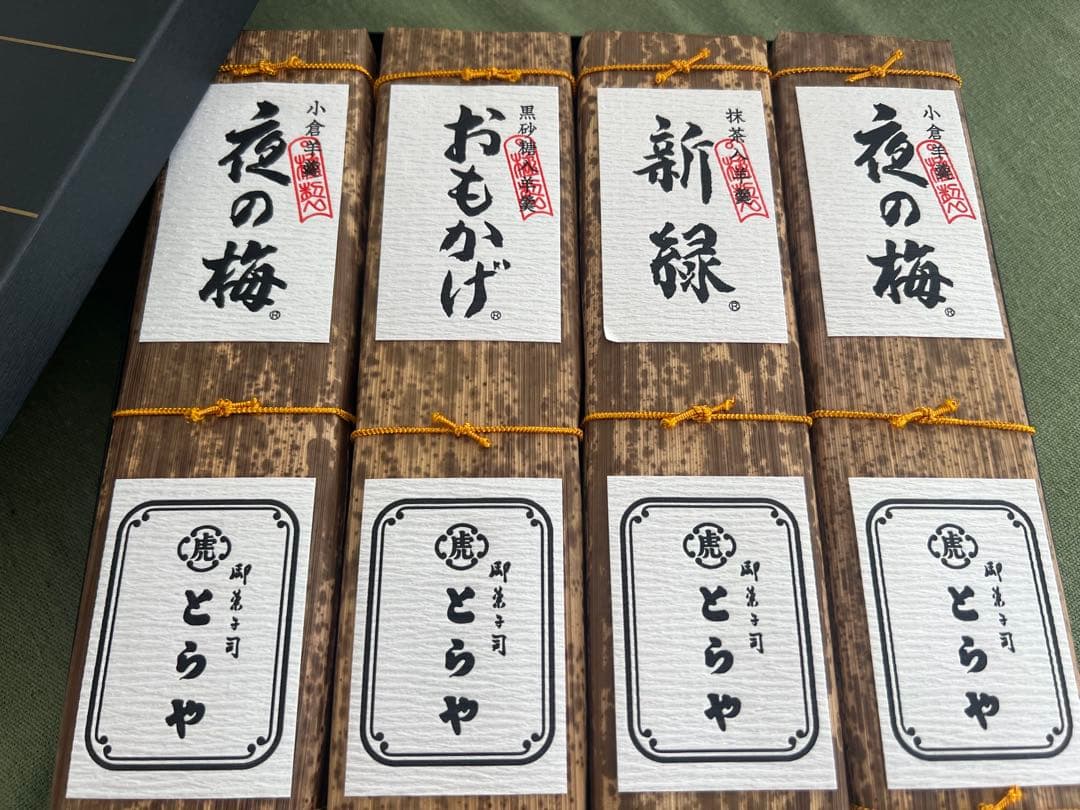 小倉羊羹
夜の梅
®
黒砂糖入羊羹
おもかげ
®
抹茶入羊羹
新緑
®
小倉羊羹
夜の梅
®
虎
御菓子司
とらや
虎
御菓子司
とらや
虎
御菓子司
とらや
虎
御菓子司
とらや